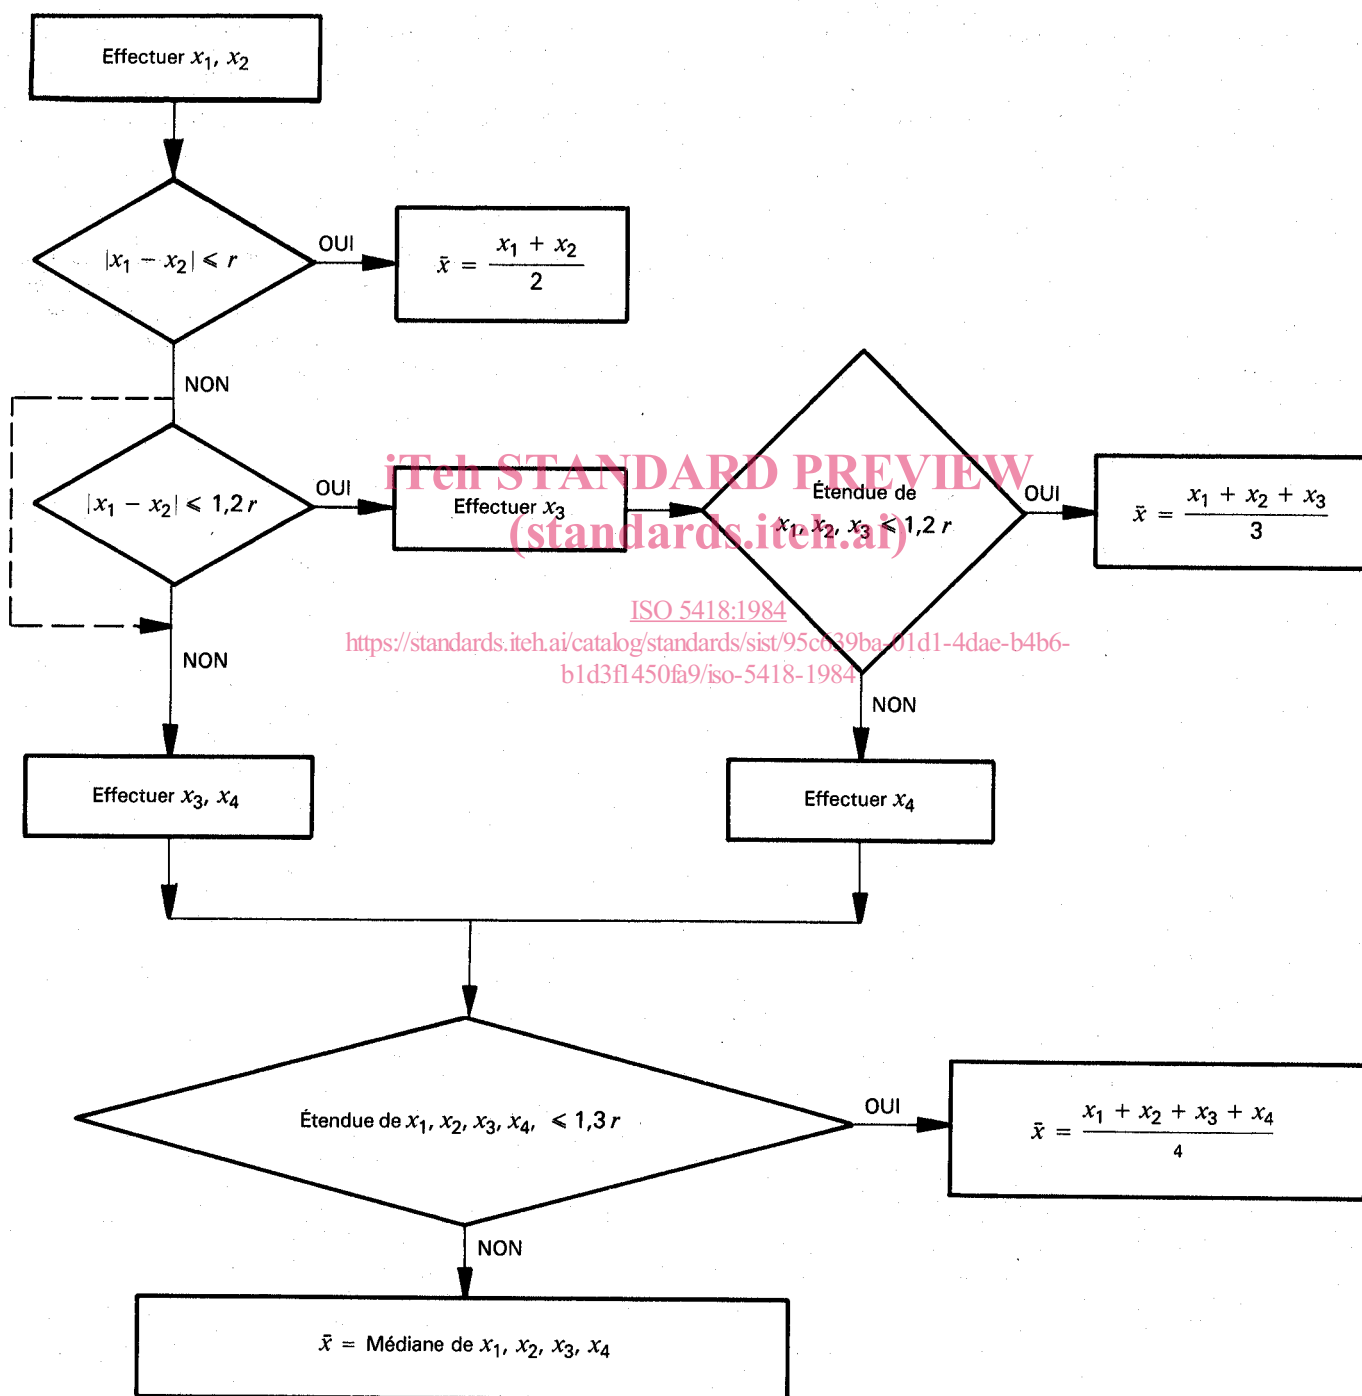 Effectuer x₁, x₂
|x₁ − x₂| ⩽ r
OUI
x̄ = (x₁ + x₂)/2
NON
|x₁ − x₂| ⩽ 1,2 r
OUI
Effectuer x₃
Étendue de
x₁, x₂, x₃ ⩽ 1,2 r
OUI
x̄ = (x₁ + x₂ + x₃)/3
iTeh STANDARD PREVIEW
(standards.iteh.ai)
ISO 5418:1984
https://standards.iteh.ai/catalog/standards/sist/95c639ba-01d1-4dae-b4b6-
b1d3f1450fa9/iso-5418-1984
NON
NON
Effectuer x₃, x₄
Effectuer x₄
Étendue de x₁, x₂, x₃, x₄, ⩽ 1,3 r
OUI
x̄ = (x₁ + x₂ + x₃ + x₄)/4
NON
x̄ = Médiane de x₁, x₂, x₃, x₄